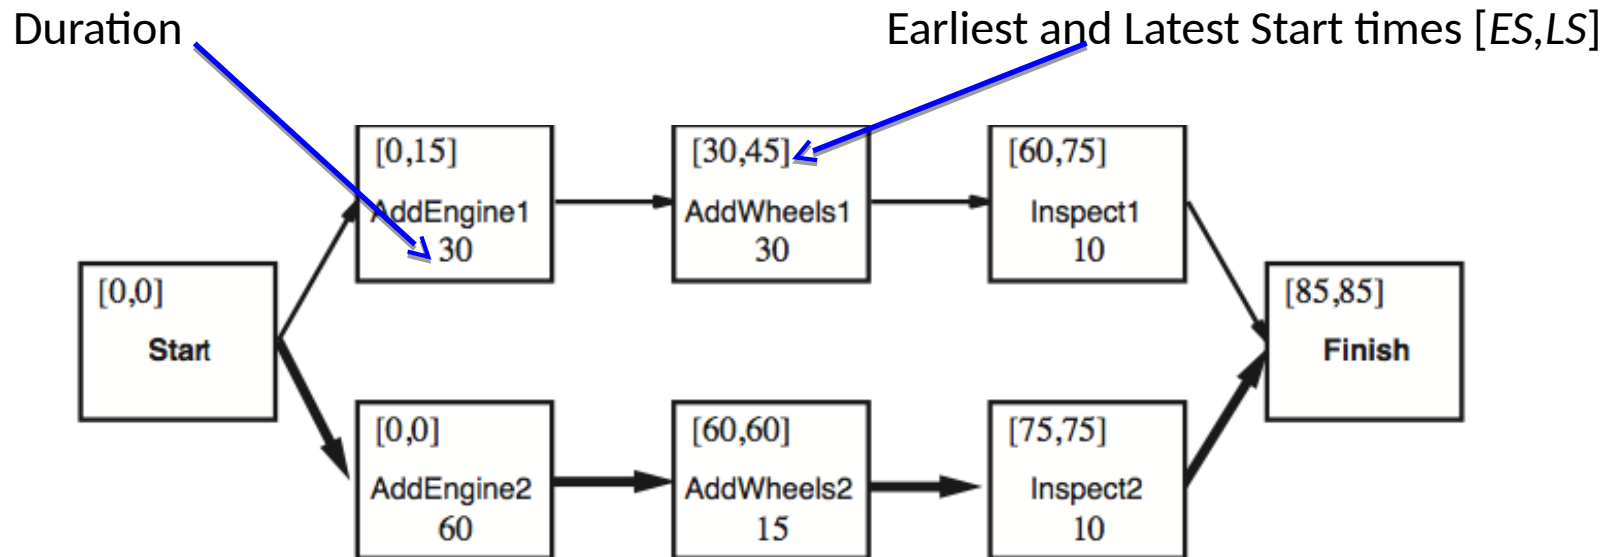 Duration
Earliest and Latest Start times [ES,LS]
[0,15]
AddEngine1
30
[30,45]
AddWheels1
30
[60,75]
Inspect1
10
[0,0]
Start
[85,85]
Finish
[0,0]
AddEngine2
60
[60,60]
AddWheels2
15
[75,75]
Inspect2
10